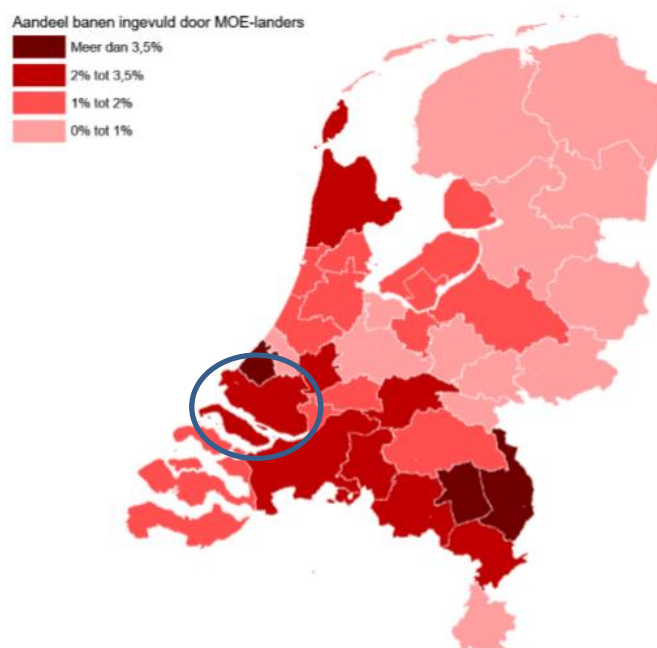 Aandeel banen ingevuld door MOE-landers
Meer dan 3,5%
2% tot 3,5%
1% tot 2%
0% tot 1%